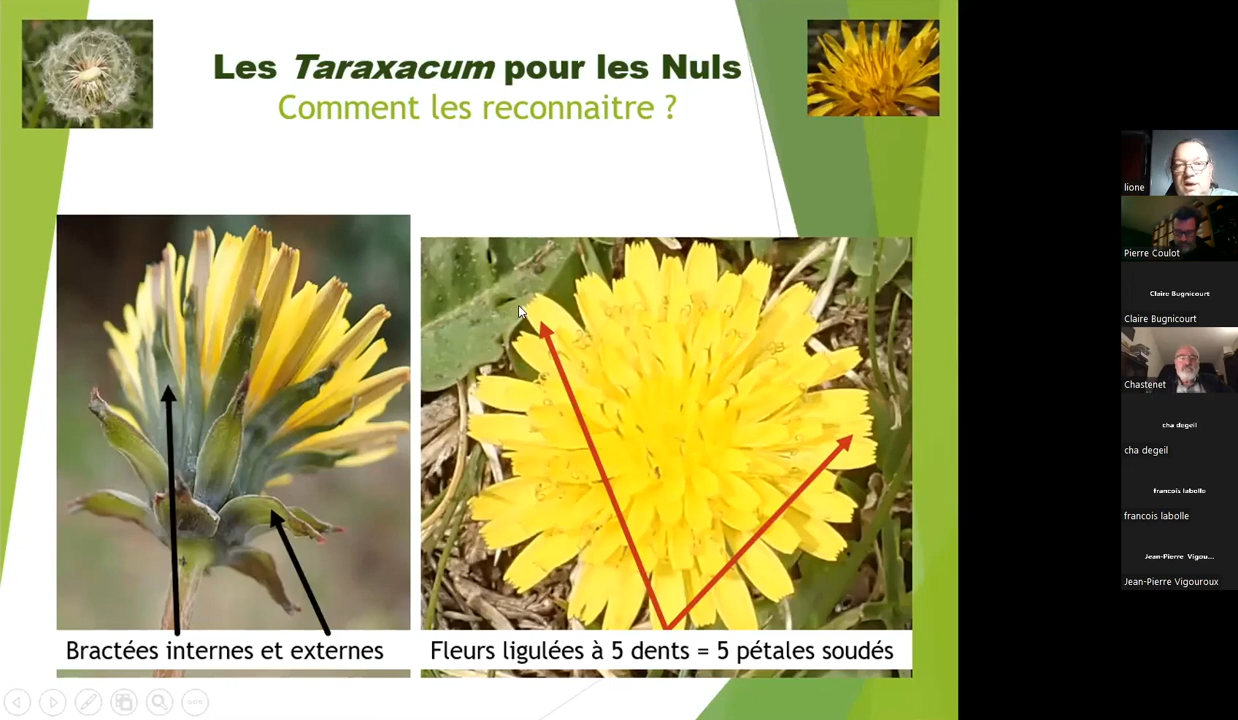 Les Taraxacum pour les Nuls
Comment les reconnaitre ?
Bractées internes et externes
Fleurs ligulées à 5 dents = 5 pétales soudés
lione
Pierre Coulot
Claire Bugnicourt
Claire Bugnicourt
Chastenet
cha degeil
cha degeil
francois labolle
francois labolle
Jean-Pierre Vigou...
Jean-Pierre Vigouroux